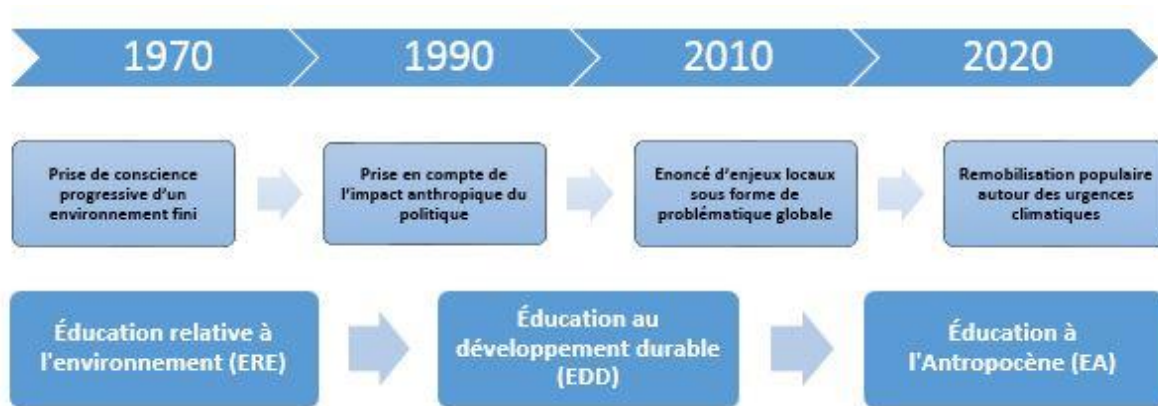 1970
1990
2010
2020
Prise de conscience
progressive d'un
environnement fini
Prise en compte de
l'impact anthropique du
politique
Enoncé d'enjeux locaux
sous forme de
problématique globale
Remobilisation populaire
autour des urgences
climatiques
Éducation relative à
l'environnement (ERE)
Éducation au
développement durable
(EDD)
Éducation à
l'Antropocène (EA)